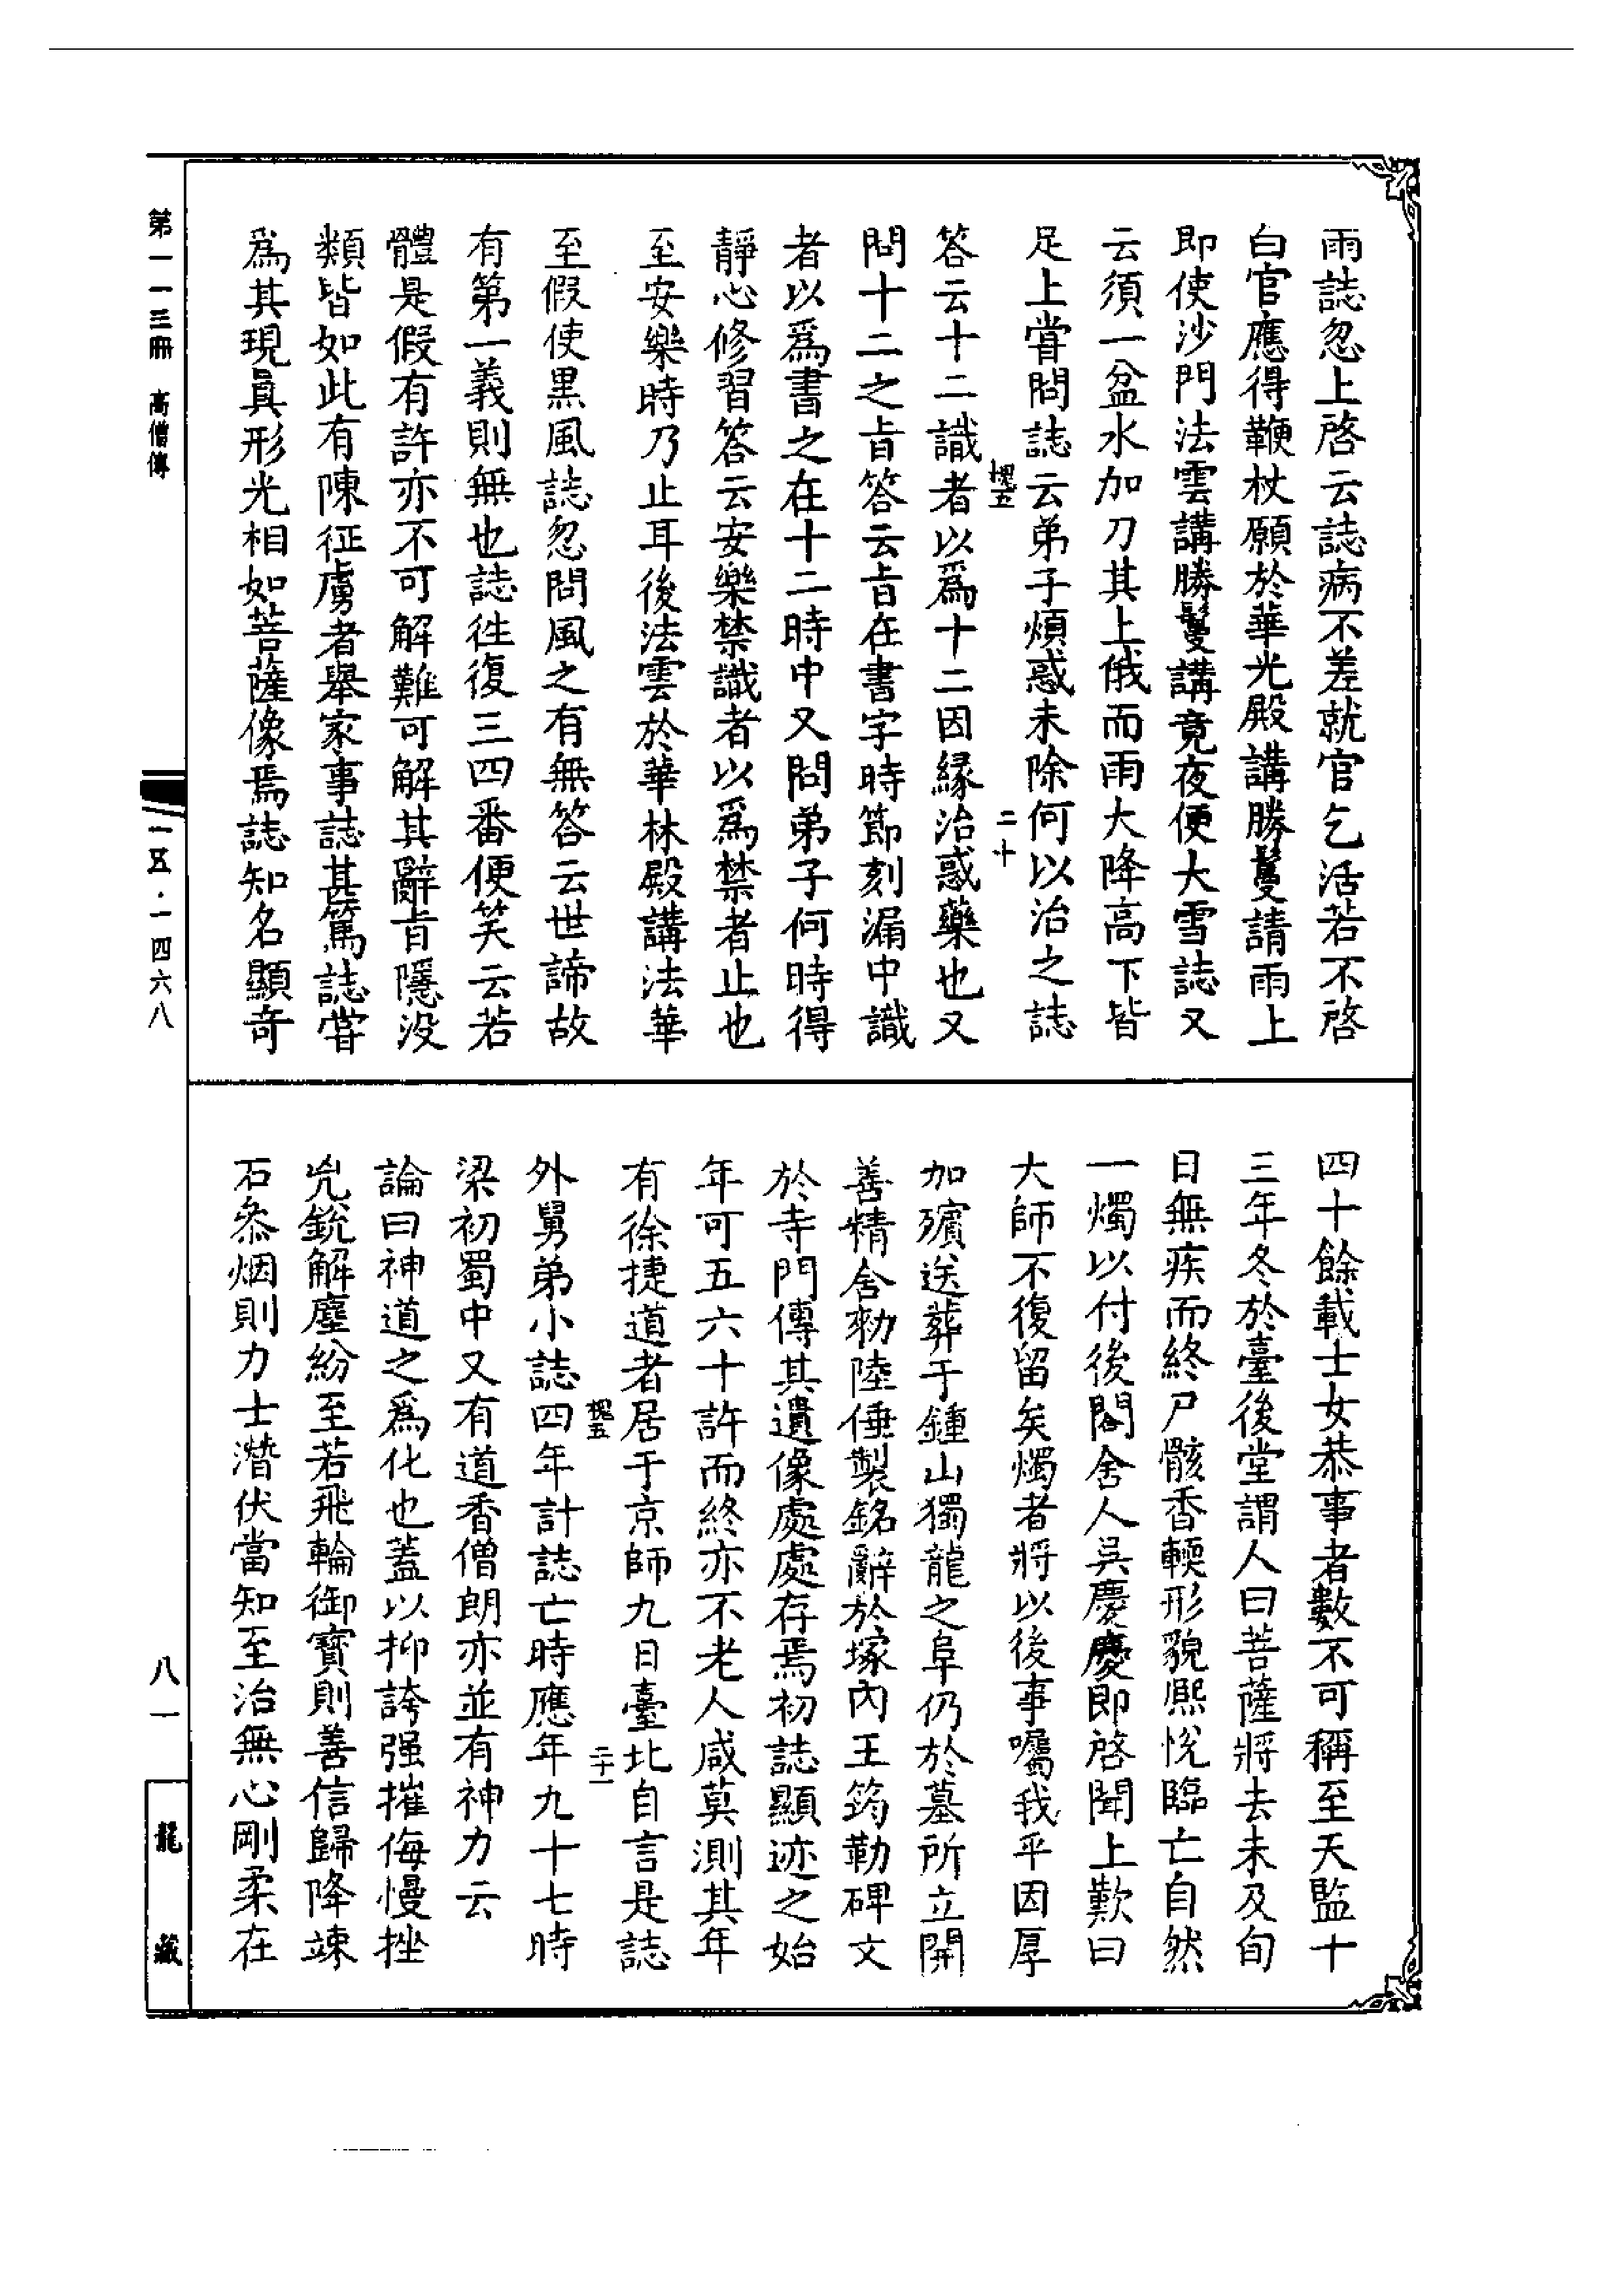 雨誌忽上啓云誌病不差就官乞活若不啓
白官應得鞭杖願於華光殿講勝鬘請雨上
即使沙門法雲講勝鬘講竟夜便大雪誌又
云須一盆水加刀其上俄而雨大降高下皆
足上甞問誌云弟子煩惑未除何以治之誌
槐五
二十
答云十二識者以爲十二因緣治惑藥也又
問十二之旨答云旨在書字時節刻漏中識
者以爲書之在十二時中又問弟子何時得
靜心修習答云安樂禁識者以爲禁者止也
至安樂時乃止耳後法雲於華林殿講法華
至假使黒風誌忽問風之有無答云世諦故
有第一義則無也誌徃復三四番便笑云若
體是假有許亦不可解難可解其辭旨隱没
類皆如此有陳征虜者舉家事誌甚篤誌甞
爲其現眞形光相如菩薩像焉誌知名顯竒
四十餘載士女恭事者數不可稱至天監十
三年冬於臺後堂謂人曰菩薩將去未及旬
日無疾而終尸骸香輭形貌熈悅臨亡自然
一燭以付後閤舍人吳慶慶即啓聞上歎曰
大師不復留矣燭者將以後事囑我乎因厚
加殯送葬于鍾山獨龍之阜仍於墓所立開
善精舍勅陸倕製銘辭於塚內王筠勒碑文
於寺門傳其遺像處處存焉初誌顯迹之始
年可五六十許而終亦不老人咸莫測其年
有徐捷道者居于京師九日臺北自言是誌
槐五
二十一
外舅弟小誌四年計誌亡時應年九十七時
梁初蜀中又有道香僧朗亦並有神力云
論曰神道之爲化也蓋以抑誇强摧侮慢挫
兇銳解塵紛至若飛輪御寳則善信歸降竦
石叅烟則力士潛伏當知至治無心剛柔在
第一一三冊 高僧傳
一五·一四六八
八一
龍藏